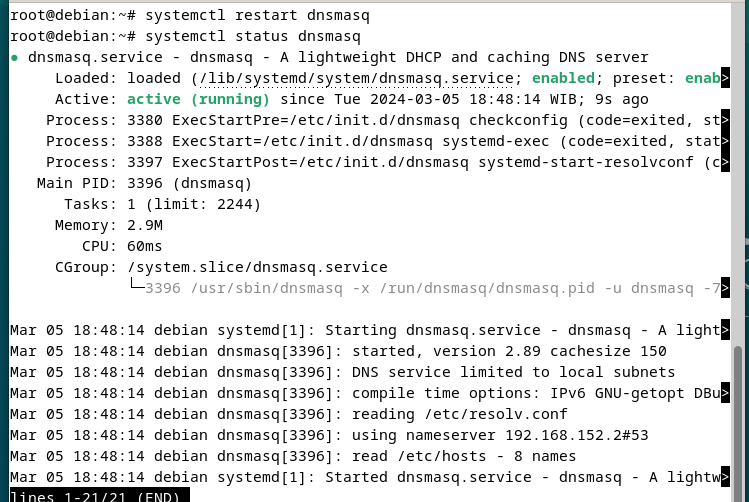 root@debian:~# systemctl restart dnsmasq
root@debian:~# systemctl status dnsmasq
● dnsmasq.service - dnsmasq - A lightweight DHCP and caching DNS server
     Loaded: loaded (/lib/systemd/system/dnsmasq.service; enabled; preset: enab>
     Active: active (running) since Tue 2024-03-05 18:48:14 WIB; 9s ago
    Process: 3380 ExecStartPre=/etc/init.d/dnsmasq checkconfig (code=exited, st>
    Process: 3388 ExecStart=/etc/init.d/dnsmasq systemd-exec (code=exited, stat>
    Process: 3397 ExecStartPost=/etc/init.d/dnsmasq systemd-start-resolvconf (c>
   Main PID: 3396 (dnsmasq)
      Tasks: 1 (limit: 2244)
     Memory: 2.9M
        CPU: 60ms
     CGroup: /system.slice/dnsmasq.service
             └─3396 /usr/sbin/dnsmasq -x /run/dnsmasq/dnsmasq.pid -u dnsmasq -7>
Mar 05 18:48:14 debian systemd[1]: Starting dnsmasq.service - dnsmasq - A light>
Mar 05 18:48:14 debian dnsmasq[3396]: started, version 2.89 cachesize 150
Mar 05 18:48:14 debian dnsmasq[3396]: DNS service limited to local subnets
Mar 05 18:48:14 debian dnsmasq[3396]: compile time options: IPv6 GNU-getopt DBu>
Mar 05 18:48:14 debian dnsmasq[3396]: reading /etc/resolv.conf
Mar 05 18:48:14 debian dnsmasq[3396]: using nameserver 192.168.152.2#53
Mar 05 18:48:14 debian dnsmasq[3396]: read /etc/hosts - 8 names
Mar 05 18:48:14 debian systemd[1]: Started dnsmasq.service - dnsmasq - A lightw>
lines 1-21/21 (END)